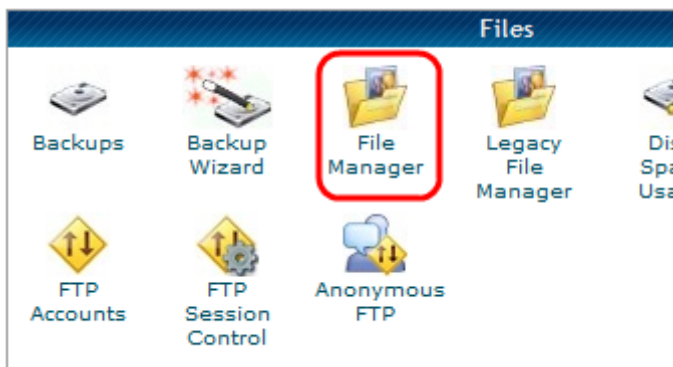 Files
Backups
Backup
Wizard
File
Manager
Legacy
File
Manager
FTP
Accounts
FTP
Session
Control
Anonymous
FTP